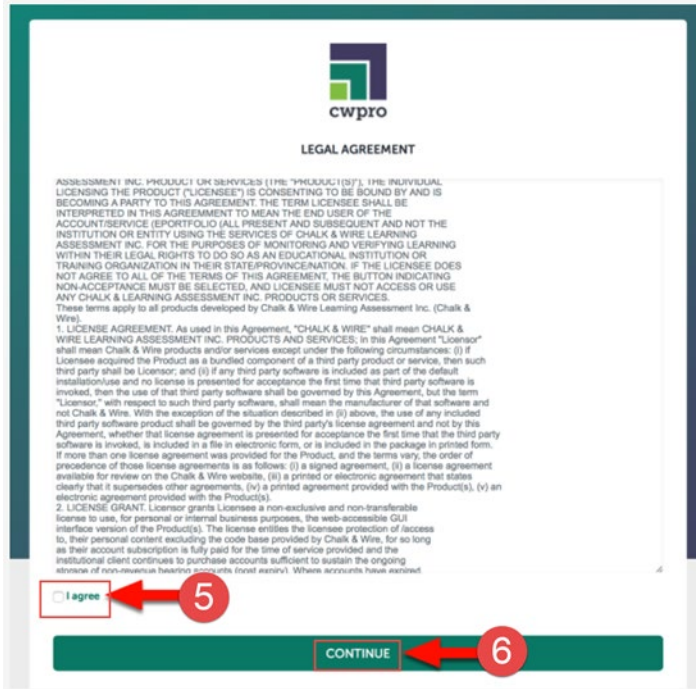 cwpro
LEGAL AGREEMENT
ASSESSMENT INC. PRODUCT OR SERVICES (THE "PRODUCT(S)"), THE INDIVIDUAL
LICENSING THE PRODUCT ("LICENSEE") IS CONSENTING TO BE BOUND BY AND IS
BECOMING A PARTY TO THIS AGREEMENT. THE TERM LICENSEE SHALL BE
INTERPRETED IN THIS AGREEMMENT TO MEAN THE END USER OF THE
ACCOUNT/SERVICE (EPORTFOLIO (ALL PRESENT AND SUBSEQUENT AND NOT THE
INSTITUTION OR ENTITY USING THE SERVICES OF CHALK & WIRE LEARNING
ASSESSMENT INC. FOR THE PURPOSES OF MONITORING AND VERIFYING LEARNING
WITHIN THEIR LEGAL RIGHTS TO DO SO AS AN EDUCATIONAL INSTITUTION OR
TRAINING ORGANIZATION IN THEIR STATE/PROVINCE/NATION. IF THE LICENSEE DOES
NOT AGREE TO ALL OF THE TERMS OF THIS AGREEMENT, THE BUTTON INDICATING
NON-ACCEPTANCE MUST BE SELECTED, AND LICENSEE MUST NOT ACCESS OR USE
ANY CHALK & LEARNING ASSESSMENT INC. PRODUCTS OR SERVICES.
These terms apply to all products developed by Chalk & Wire Learning Assessment Inc. (Chalk &
Wire).
1. LICENSE AGREEMENT. As used in this Agreement, "CHALK & WIRE" shall mean CHALK &
WIRE LEARNING ASSESSMENT INC. PRODUCTS AND SERVICES; In this Agreement "Licensor"
shall mean Chalk & Wire products and/or services except under the following circumstances: (i) if
Licensee acquired the Product as a bundled component of a third party product or service, then such
third party shall be Licensor; and (ii) if any third party software is included as part of the default
installation/use and no license is presented for acceptance the first time that third party software is
invoked, then the use of that third party software shall be governed by this Agreement, but the term
"Licensor," with respect to such third party software, shall mean the manufacturer of that software and
not Chalk & Wire. With the exception of the situation described in (ii) above, the use of any included
third party software product shall be governed by the third party's license agreement and not by this
Agreement, whether that license agreement is presented for acceptance the first time that the third party
software is invoked, is included in a file in electronic form, or is included in the package in printed form.
If more than one license agreement was provided for the Product, and the terms vary, the order of
precedence of those license agreements is as follows: (i) a signed agreement, (ii) a license agreement
available for review on the Chalk & Wire website, (iii) a printed or electronic agreement that states
clearly that it supersedes other agreements, (iv) a printed agreement provided with the Product(s), (v) an
electronic agreement provided with the Product(s).
2. LICENSE GRANT. Licensor grants Licensee a non-exclusive and non-transferable
license to use, for personal or internal business purposes, the web-accessible GUI
interface version of the Product(s). The license entitles the licensee protection of /access
to, their personal content excluding the code base provided by Chalk & Wire, for so long
as their account subscription is fully paid for the time of service provided and the
institutional client continues to purchase accounts sufficient to sustain the ongoing
storage of non-revenue bearing accounts (post expiry). Where accounts have expired
I agree
5
CONTINUE
6